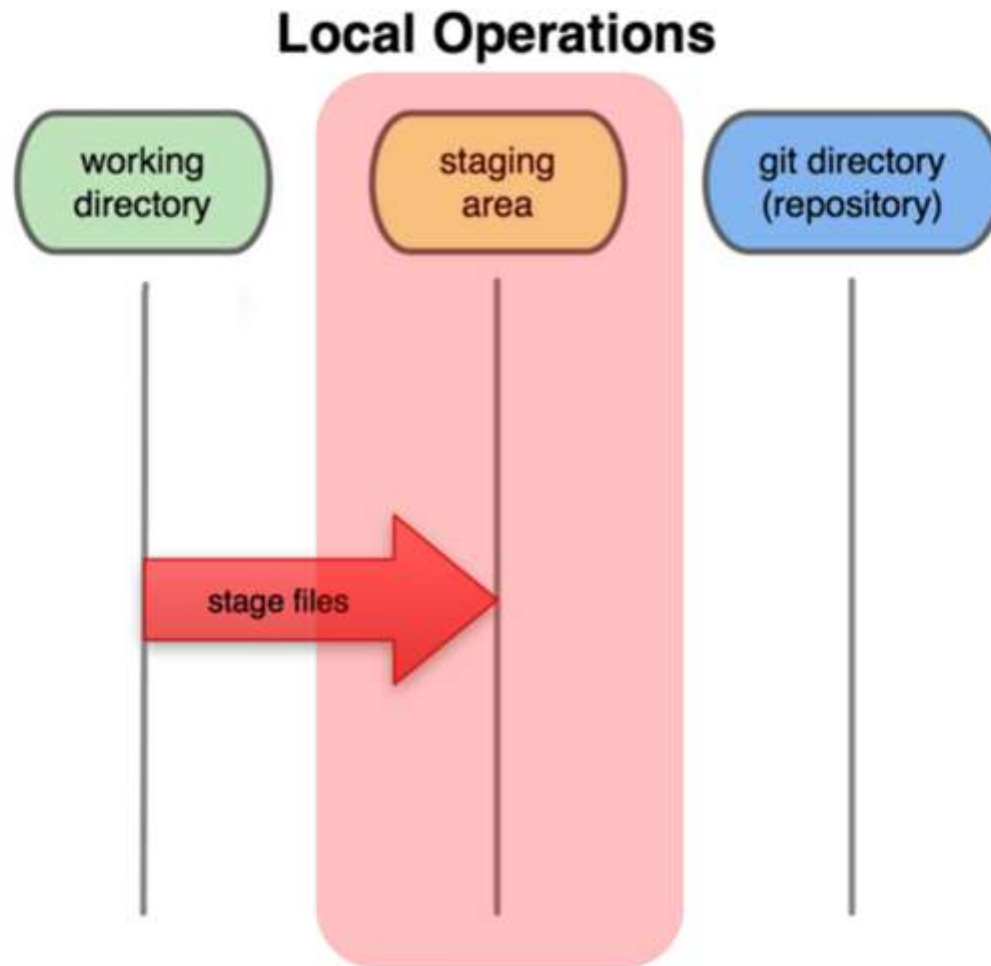 Local Operations
working
directory
staging
area
git directory
(repository)
stage files